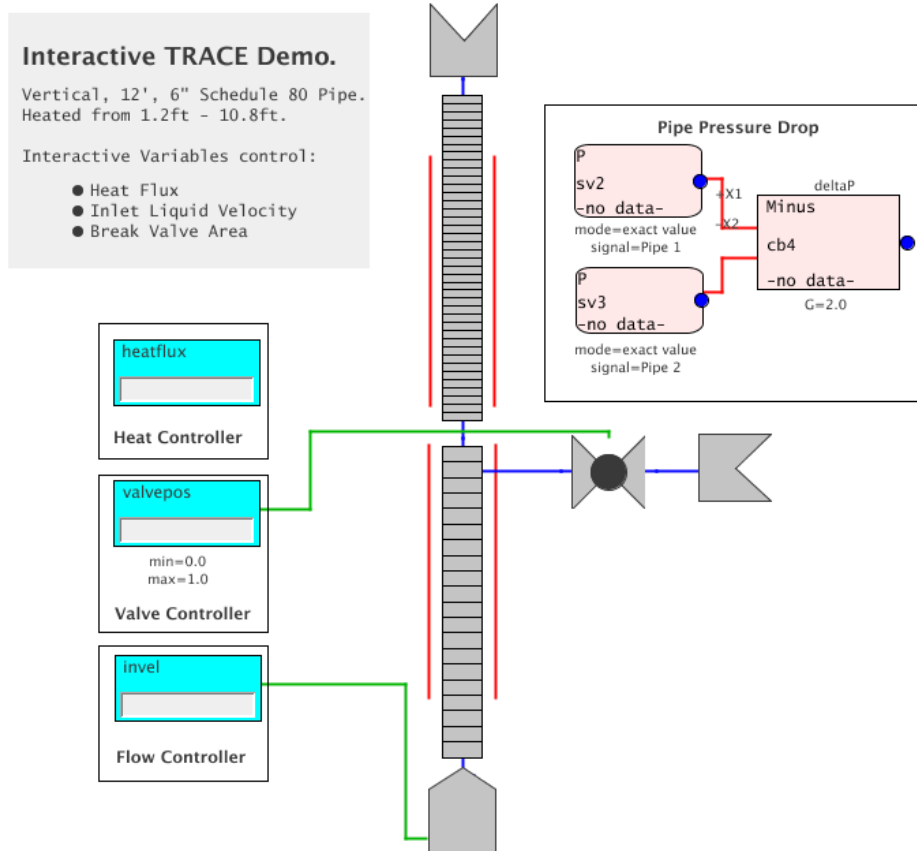 Interactive TRACE Demo.
Vertical, 12', 6" Schedule 80 Pipe.
Heated from 1.2ft - 10.8ft.
Interactive Variables control:
● Heat Flux
● Inlet Liquid Velocity
● Break Valve Area
Pipe Pressure Drop
P
sv2
-no data-
mode=exact value
signal=Pipe 1
+X1
-X2
deltaP
Minus
cb4
-no data-
G=2.0
P
sv3
-no data-
mode=exact value
signal=Pipe 2
heatflux
Heat Controller
valvepos
min=0.0
max=1.0
Valve Controller
invel
Flow Controller